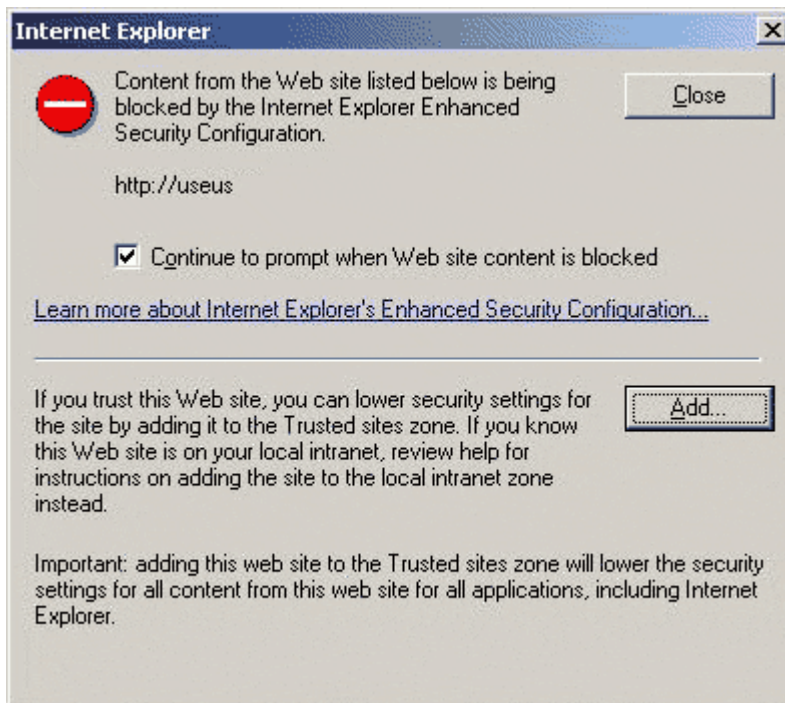 Internet Explorer
Content from the Web site listed below is being
blocked by the Internet Explorer Enhanced
Security Configuration.
Close
http://useus
Continue to prompt when Web site content is blocked
Learn more about Internet Explorer's Enhanced Security Configuration...
If you trust this Web site, you can lower security settings for
the site by adding it to the Trusted sites zone. If you know
this Web site is on your local intranet, review help for
instructions on adding the site to the local intranet zone
instead.
Add...
Important: adding this web site to the Trusted sites zone will lower the security
settings for all content from this web site for all applications, including Internet
Explorer.